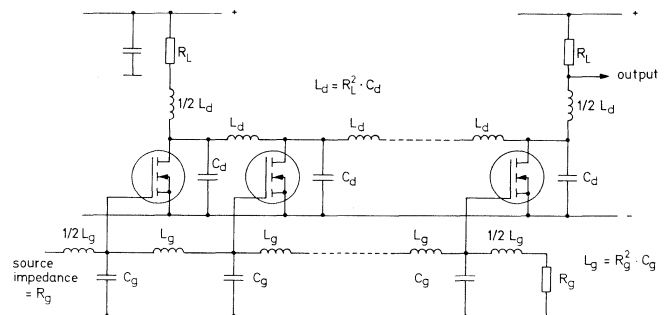 +
+
R_L
R_L
output
L_d = R_L^2 · C_d
1/2 L_d
1/2 L_d
L_d
L_d
L_d
C_d
C_d
C_d
-
1/2 L_g
L_g
L_g
L_g
1/2 L_g
source
impedance
= R_g
C_g
C_g
C_g
R_g
L_g = R_g^2 · C_g